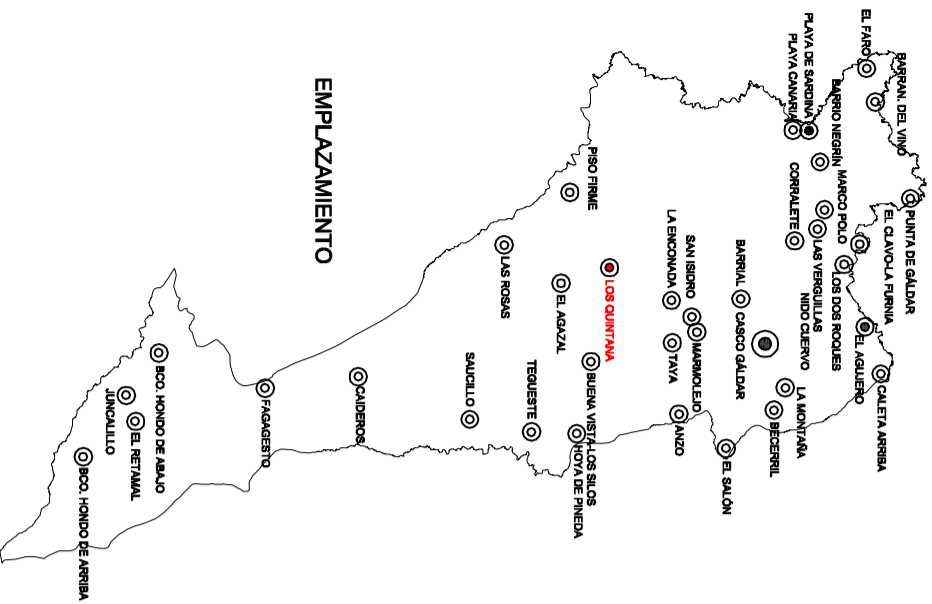 EL FARO
BARRAN. DEL VINO
PLAYA DE SARDINA
PLAYA CANARIA
BARRIO NEGRÍN
MARCO POLO
CORRALETE
PUNTA DE GÁLDAR
EL CLAVO-LA FURNIA
LOS DOS ROQUES
LAS VERGUILLAS
NIDO CUERVO
EL AGUJERO
CALETA ARRIBA
LA MONTAÑA
BECERRIL
BARRIAL
CASCO GÁLDAR
EL SALÓN
SAN ISIDRO
LA ENCONADA
MARMOLEJO
TAYA
ANZO
PISO FIRME
LOS QUINTANA
BUENA VISTA-LOS SILOS
HOYA DE PINEDA
EL AGAZAL
TEGUESTE
LAS ROSAS
SAUCILLO
CAIDEROS
FAGAGESTO
EMPLAZAMIENTO
BCO. HONDO DE ABAJO
EL RETAMAL
JUNCALILLO
BCO. HONDO DE ARRIBA